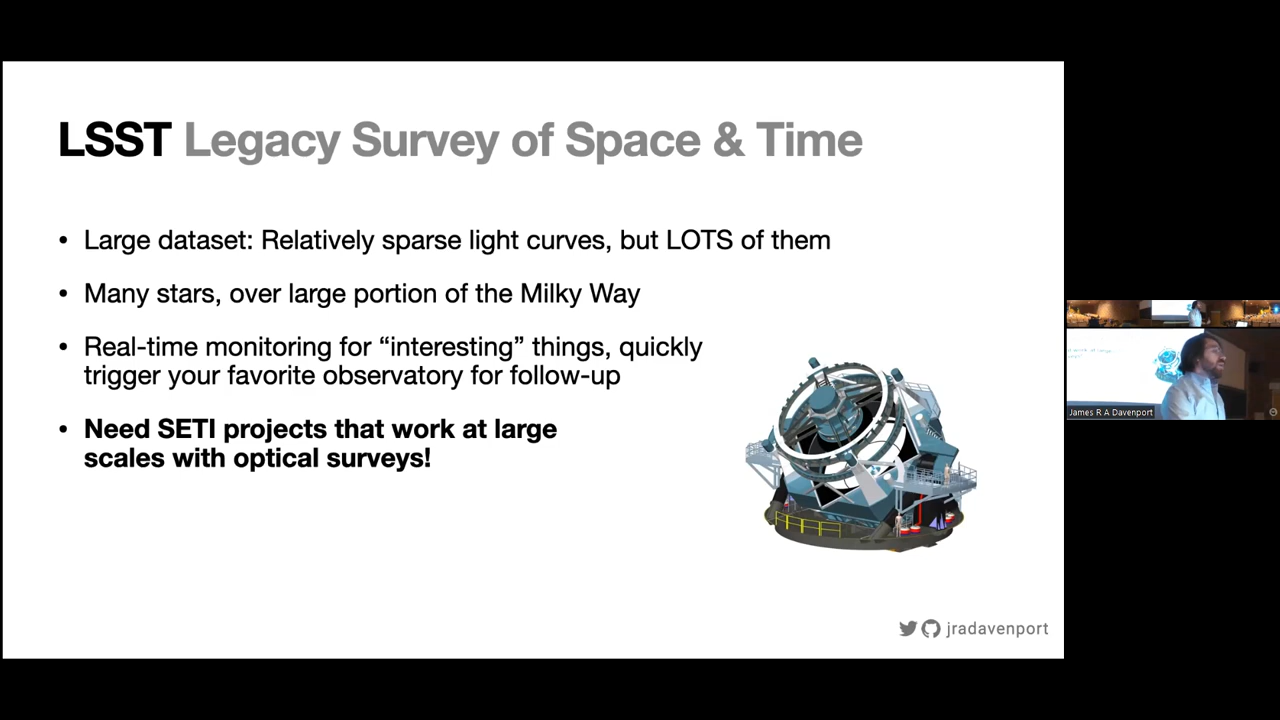 LSST Legacy Survey of Space & Time
• Large dataset: Relatively sparse light curves, but LOTS of them
• Many stars, over large portion of the Milky Way
• Real-time monitoring for “interesting” things, quickly
trigger your favorite observatory for follow-up
• Need SETI projects that work at large
scales with optical surveys!
jradavenport
James R A Davenport